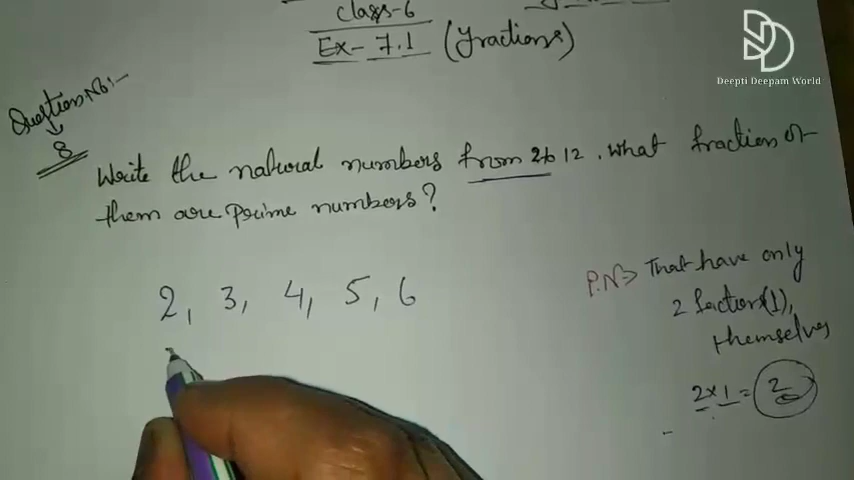 Class-6
Ex- 7.1 (fractions)
Deepti Deepam World
Question No:-
8
Write the natural numbers from 2 to 12. What fraction of
them are prime numbers?
2, 3, 4, 5, 6
P.N→ That have only
2 factor(1),
themselves
2×1=2